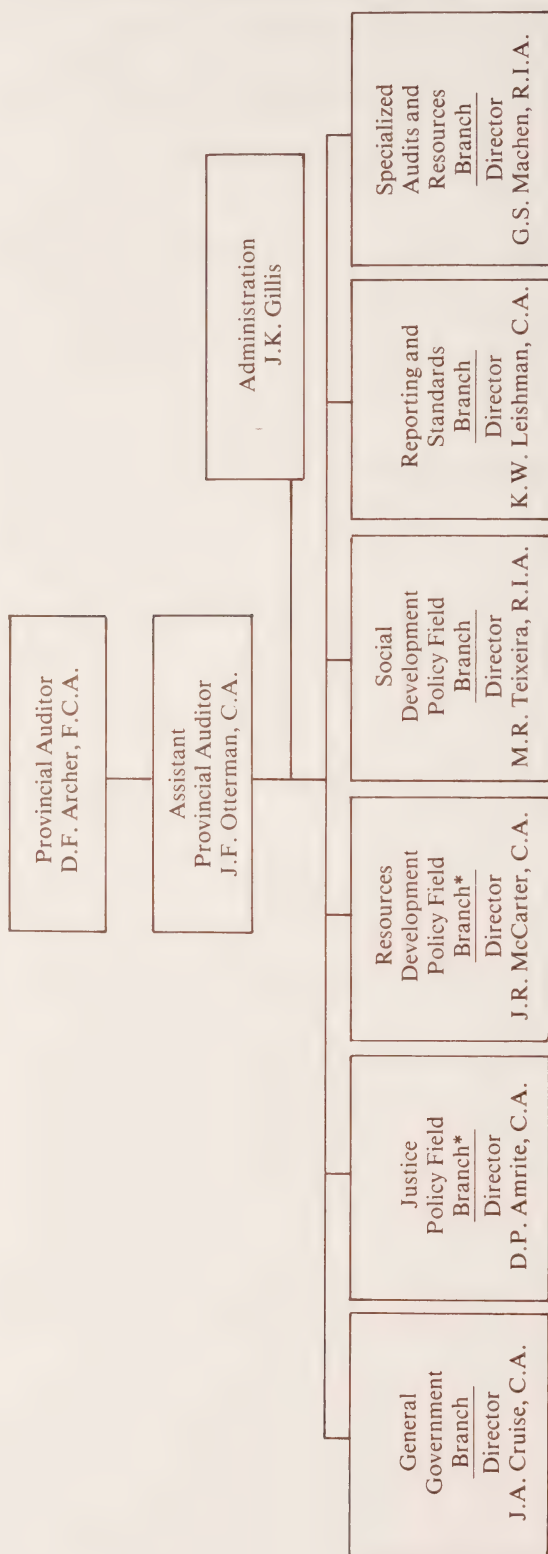 Provincial Auditor
D.F. Archer, F.C.A.
Assistant
Provincial Auditor
J.F. Otterman, C.A.
Administration
J.K. Gillis
General
Government
Branch
Director
J.A. Cruise, C.A.
Justice
Policy Field
Branch*
Director
D.P. Amrite, C.A.
Resources
Development
Policy Field
Branch*
Director
J.R. McCarter, C.A.
Social
Development
Policy Field
Branch
Director
M.R. Teixeira, R.I.A.
Reporting and
Standards
Branch
Director
K.W. Leishman, C.A.
Specialized
Audits and
Resources
Branch
Director
G.S. Machen, R.I.A.